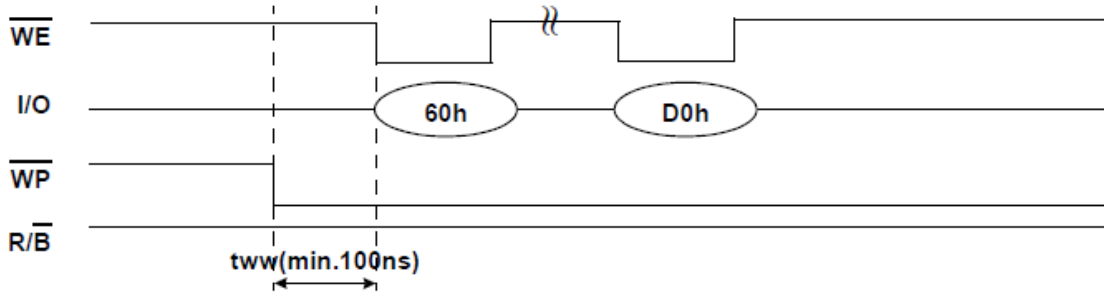 WE
I/O 60h D0h
WP
R/B
tww(min.100ns)